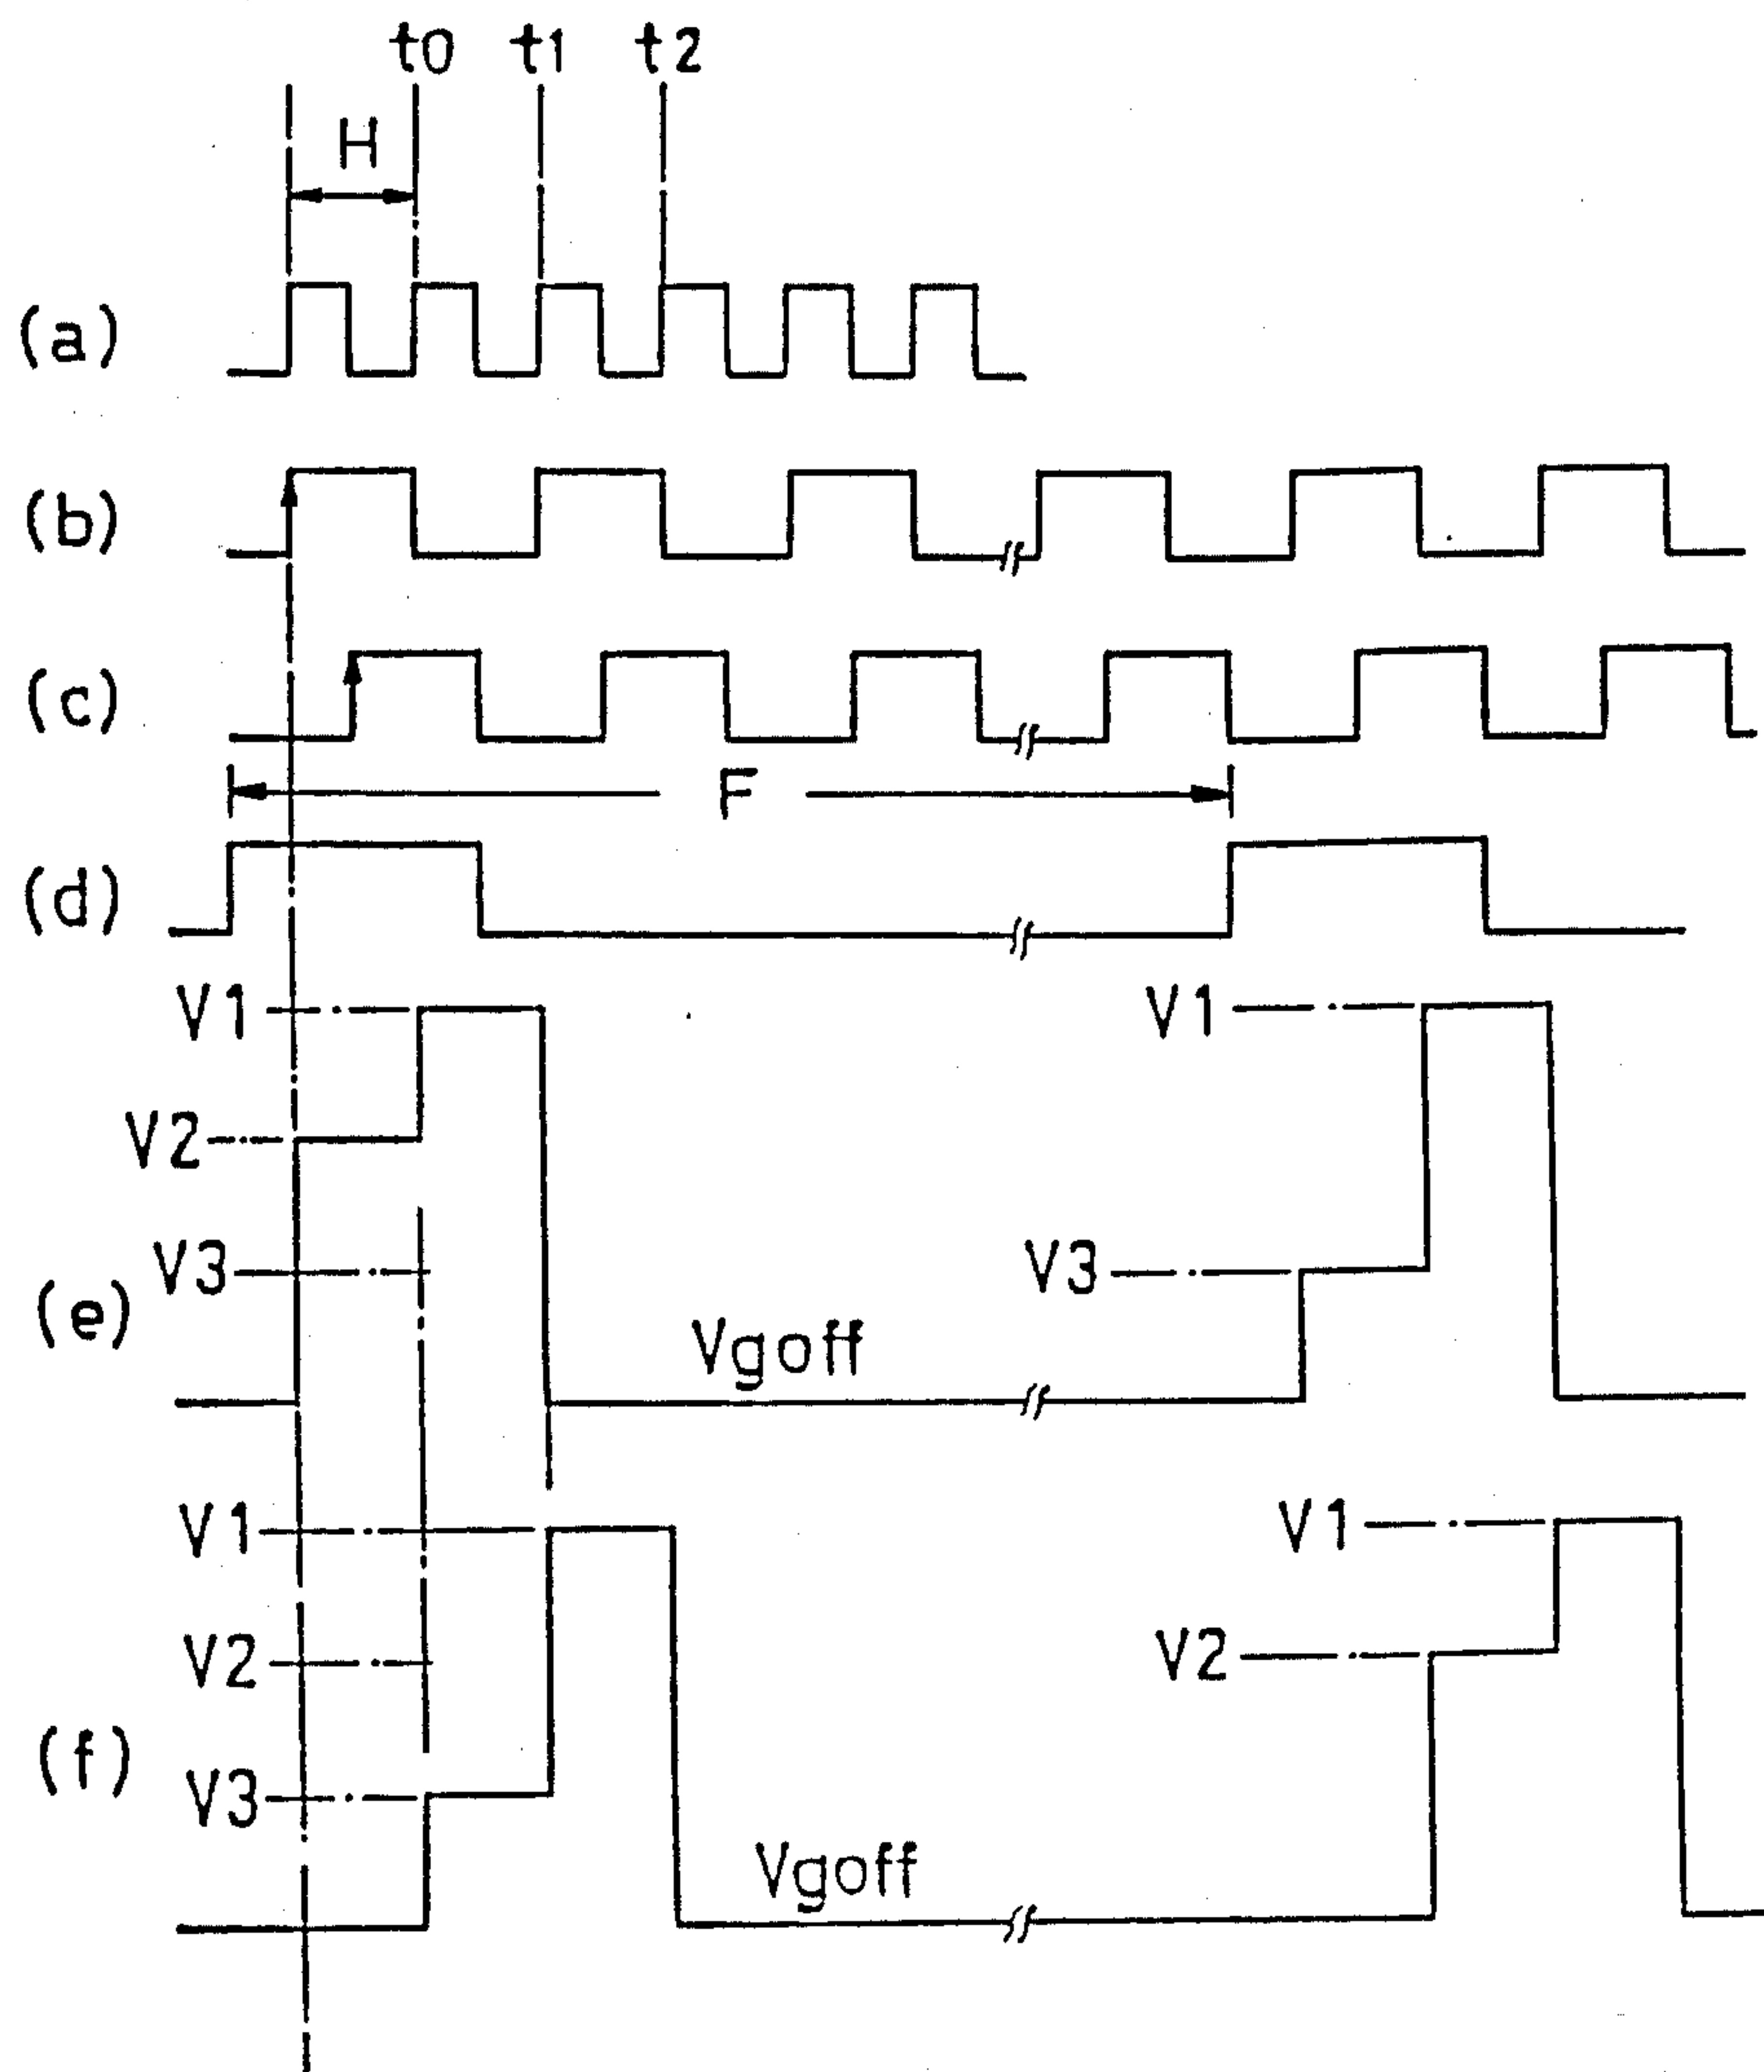 t0 t1 t2
H
(a)
(b)
(c)
F
(d)
V1 V1
V2
V3 V3
(e)
Vgoff
V1 V1
V2 V2
(f)
V3
Vgoff